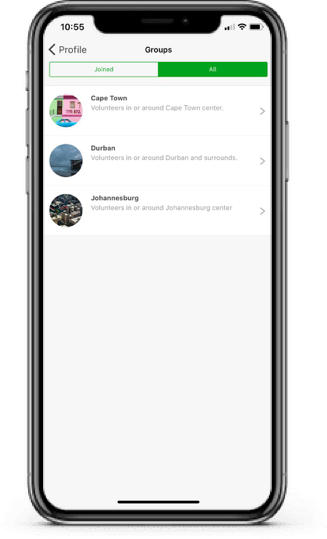 10:55
Profile
Groups
Joined
All
Cape Town
Volunteers in or around Cape Town center.
Durban
Volunteers in or around Durban and surrounds.
Johannesburg
Volunteers in or around Johannesburg center